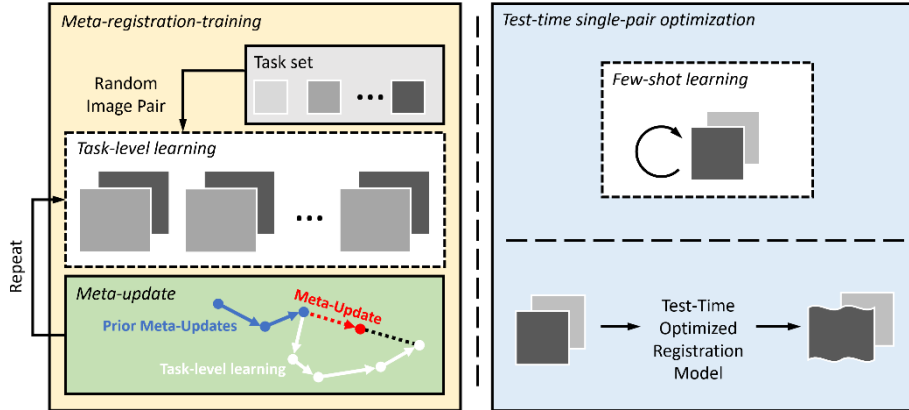 Meta-registration-training
Task set
Random
Image Pair
Task-level learning
Repeat
Meta-update
Meta-Update
Prior Meta-Updates
Task-level learning
Test-time single-pair optimization
Few-shot learning
Test-Time
Optimized
Registration
Model